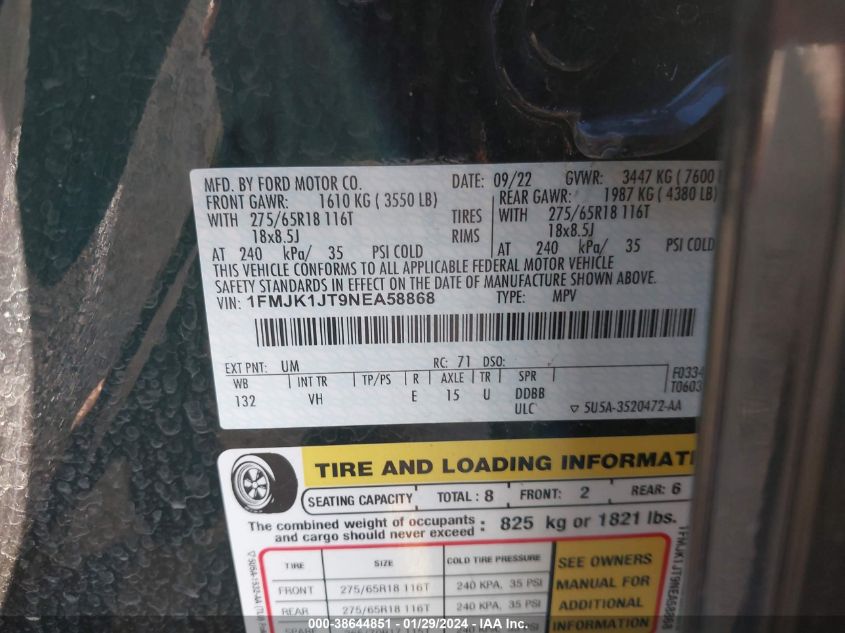 MFD. BY FORD MOTOR CO. DATE: 09/22 GVWR: 3447 KG ( 7600
FRONT GAWR: 1610 KG ( 3550 LB) REAR GAWR: 1987 KG ( 4380 LB)
WITH 275/65R18 116T TIRES WITH 275/65R18 116T
18x8.5J RIMS 18x8.5J
AT 240 kPa/ 35 PSI COLD AT 240 kPa/ 35 PSI COLD
THIS VEHICLE CONFORMS TO ALL APPLICABLE FEDERAL MOTOR VEHICLE
SAFETY STANDARDS IN EFFECT ON THE DATE OF MANUFACTURE SHOWN ABOVE.
VIN: 1FMJK1JT9NEA58868 TYPE: MPV
EXT PNT: UM RC: 71 DSO:
WB INT TR TP/PS R AXLE TR SPR
132 VH E 15 U DDBB
ULC
F0334
T0603
▽ 5U5A-3520472-AA
TIRE AND LOADING INFORMATI
SEATING CAPACITY TOTAL : 8 FRONT: 2 REAR: 6
The combined weight of occupants and cargo should never exceed : 825 kg or 1821 lbs.
TIRE SIZE COLD TIRE PRESSURE
FRONT 275/65R18 116T 240 KPA, 35 PSI
REAR 275/65R18 116T 240 KPA, 35 PSI
SEE OWNERS
MANUAL FOR
ADDITIONAL
INFORMATION
1FMJK1JT9NEA58868
000-38644851 - 01/29/2024 - IAA Inc.